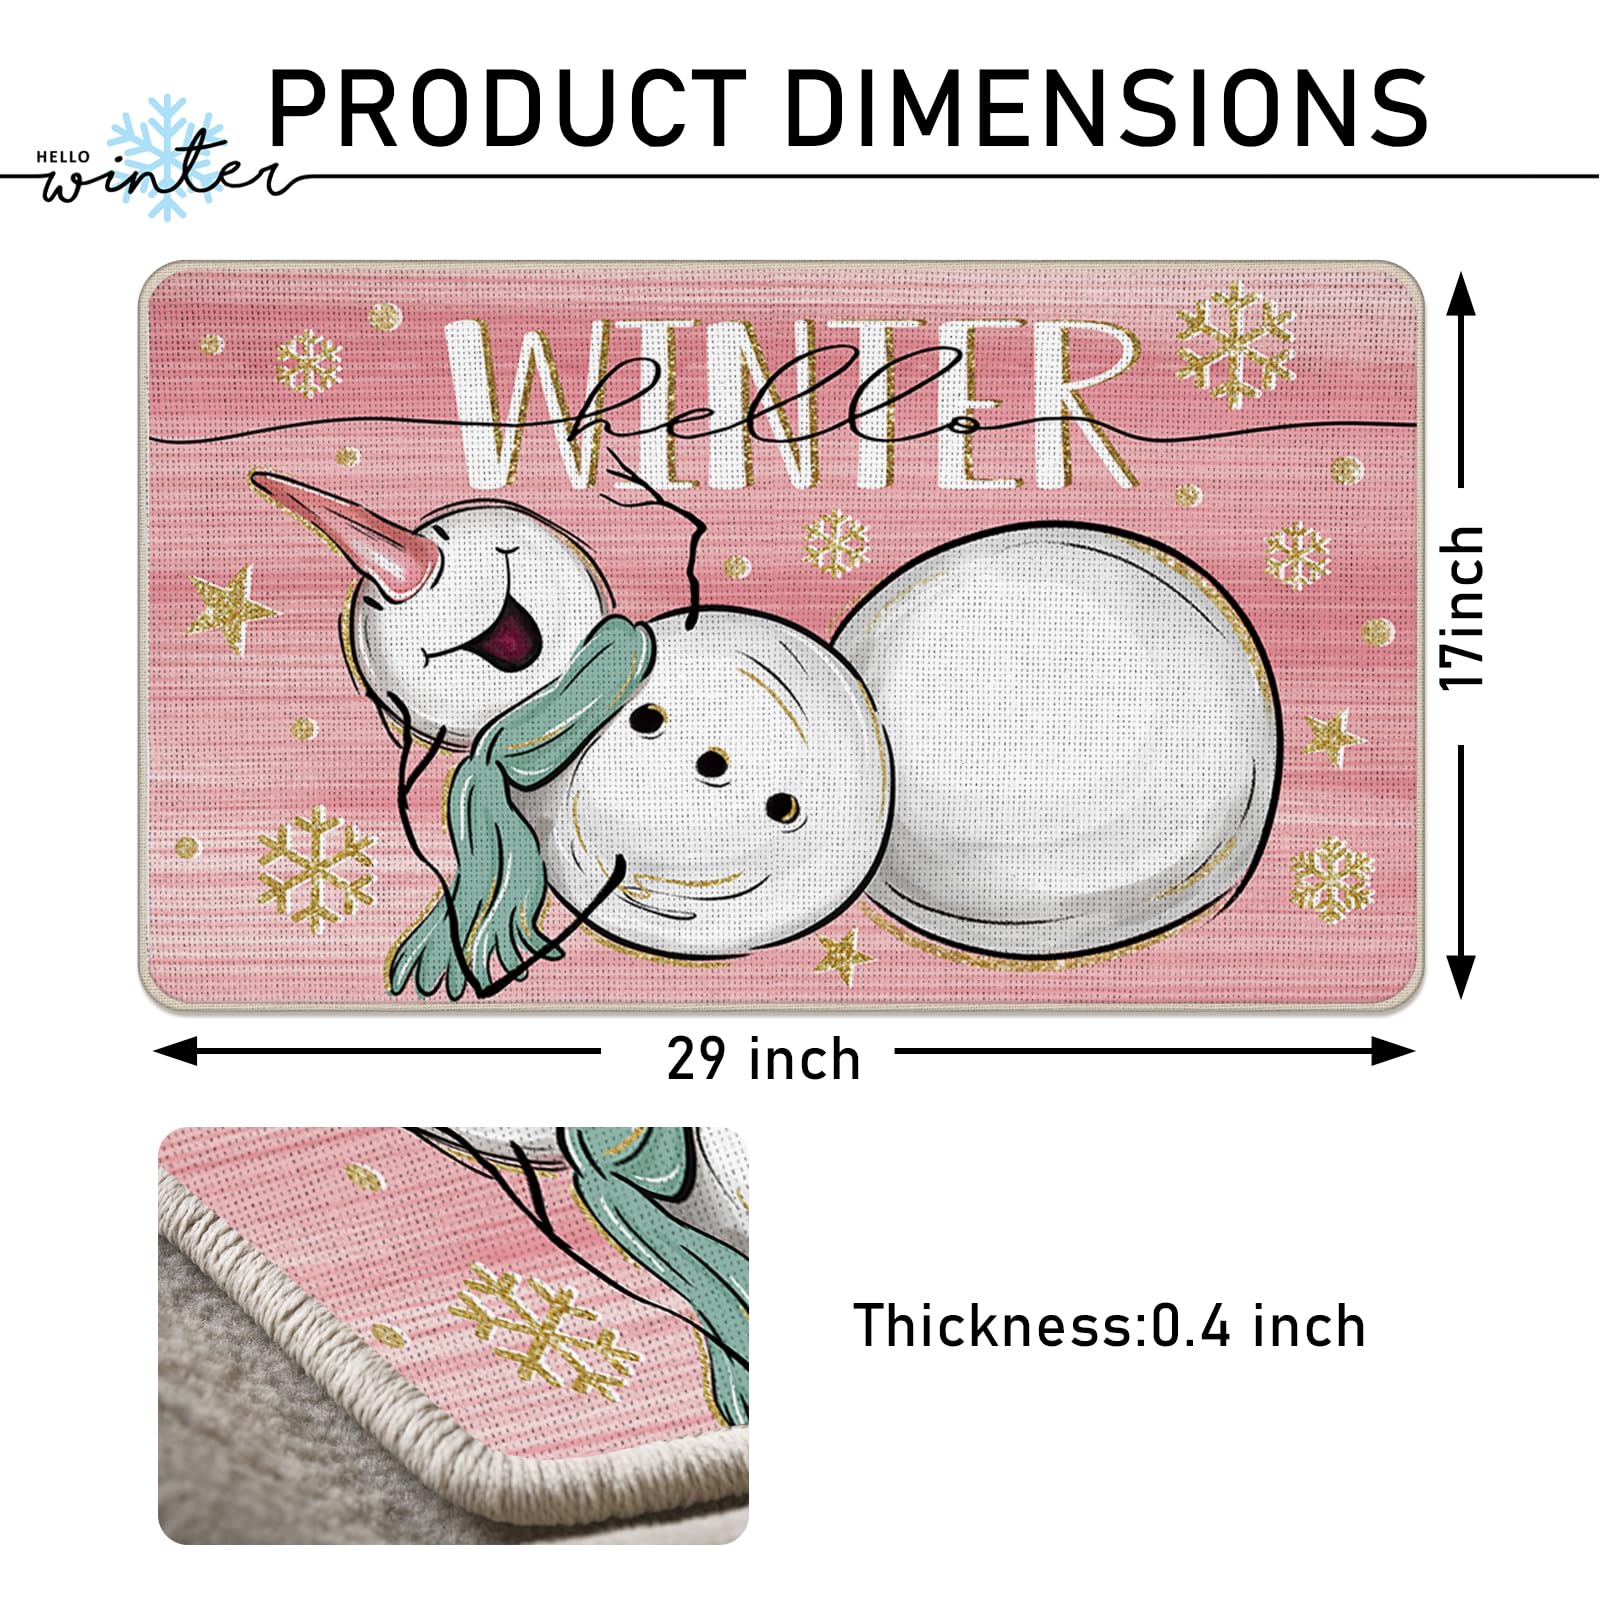 PRODUCT DIMENSIONS
HELLO
winter
WINTER
hello
17inch
29 inch
Thickness:0.4 inch